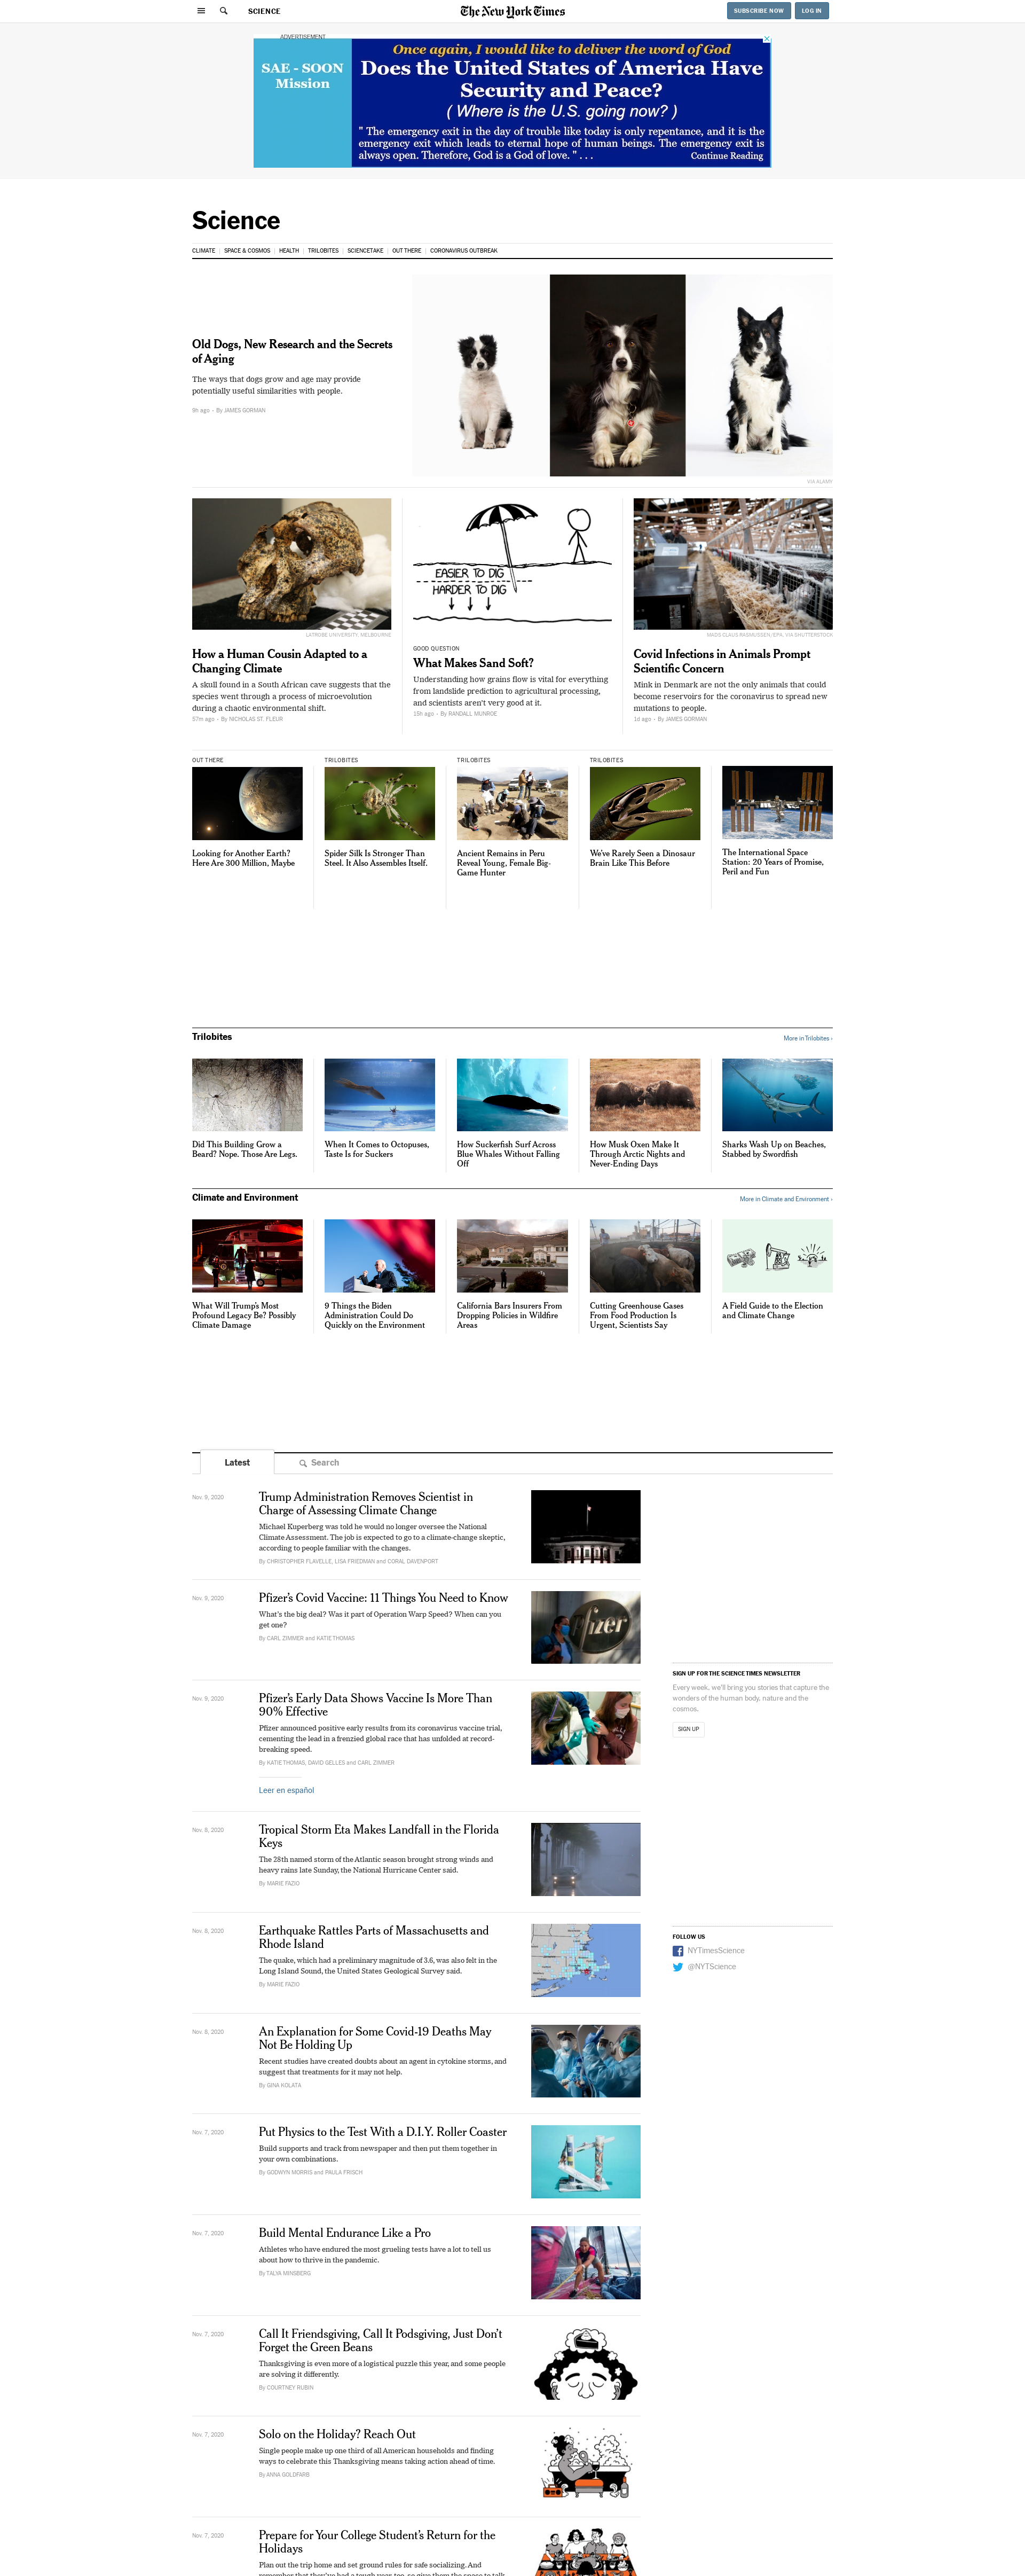 SCIENCE
The New York Times
SUBSCRIBE NOW
LOG IN
ADVERTISEMENT
SAE - SOON
Mission
Once again, I would like to deliver the word of God
Does the United States of America Have
Security and Peace?
( Where is the U.S. going now? )
" The emergency exit in the day of trouble like today is only repentance, and it is the
emergency exit which leads to eternal hope of human beings. The emergency exit is
always open. Therefore, God is a God of love. " . . .
Continue Reading
Science
CLIMATE | SPACE & COSMOS | HEALTH | TRILOBITES | SCIENCETAKE | OUT THERE | CORONAVIRUS OUTBREAK
Old Dogs, New Research and the Secrets
of Aging
The ways that dogs grow and age may provide
potentially useful similarities with people.
9h ago - By JAMES GORMAN
VIA ALAMY
LATROBE UNIVERSITY, MELBOURNE
How a Human Cousin Adapted to a
Changing Climate
A skull found in a South African cave suggests that the
species went through a process of microevolution
during a chaotic environmental shift.
57m ago - By NICHOLAS ST. FLEUR
EASIER TO DIG
HARDER TO DIG
GOOD QUESTION
What Makes Sand Soft?
Understanding how grains flow is vital for everything
from landslide prediction to agricultural processing,
and scientists aren't very good at it.
15h ago - By RANDALL MUNROE
MADS CLAUS RASMUSSEN/EPA, VIA SHUTTERSTOCK
Covid Infections in Animals Prompt
Scientific Concern
Mink in Denmark are not the only animals that could
become reservoirs for the coronavirus to spread new
mutations to people.
1d ago - By JAMES GORMAN
OUT THERE
Looking for Another Earth?
Here Are 300 Million, Maybe
TRILOBITES
Spider Silk Is Stronger Than
Steel. It Also Assembles Itself.
TRILOBITES
Ancient Remains in Peru
Reveal Young, Female Big-
Game Hunter
TRILOBITES
We've Rarely Seen a Dinosaur
Brain Like This Before
The International Space
Station: 20 Years of Promise,
Peril and Fun
Trilobites
More in Trilobites ›
Did This Building Grow a
Beard? Nope. Those Are Legs.
When It Comes to Octopuses,
Taste Is for Suckers
How Suckerfish Surf Across
Blue Whales Without Falling
Off
How Musk Oxen Make It
Through Arctic Nights and
Never-Ending Days
Sharks Wash Up on Beaches,
Stabbed by Swordfish
Climate and Environment
More in Climate and Environment ›
What Will Trump's Most
Profound Legacy Be? Possibly
Climate Damage
9 Things the Biden
Administration Could Do
Quickly on the Environment
California Bars Insurers From
Dropping Policies in Wildfire
Areas
Cutting Greenhouse Gases
From Food Production Is
Urgent, Scientists Say
A Field Guide to the Election
and Climate Change
Latest
Search
Nov. 9, 2020
Trump Administration Removes Scientist in
Charge of Assessing Climate Change
Michael Kuperberg was told he would no longer oversee the National
Climate Assessment. The job is expected to go to a climate-change skeptic,
according to people familiar with the changes.
By CHRISTOPHER FLAVELLE, LISA FRIEDMAN and CORAL DAVENPORT
Nov. 9, 2020
Pfizer's Covid Vaccine: 11 Things You Need to Know
What's the big deal? Was it part of Operation Warp Speed? When can you
get one?
By CARL ZIMMER and KATIE THOMAS
Pfizer
SIGN UP FOR THE SCIENCE TIMES NEWSLETTER
Every week, we'll bring you stories that capture the
wonders of the human body, nature and the
cosmos.
SIGN UP
Nov. 9, 2020
Pfizer's Early Data Shows Vaccine Is More Than
90% Effective
Pfizer announced positive early results from its coronavirus vaccine trial,
cementing the lead in a frenzied global race that has unfolded at record-
breaking speed.
By KATIE THOMAS, DAVID GELLES and CARL ZIMMER
Leer en español
Nov. 8, 2020
Tropical Storm Eta Makes Landfall in the Florida
Keys
The 28th named storm of the Atlantic season brought strong winds and
heavy rains late Sunday, the National Hurricane Center said.
By MARIE FAZIO
Nov. 8, 2020
Earthquake Rattles Parts of Massachusetts and
Rhode Island
The quake, which had a preliminary magnitude of 3.6, was also felt in the
Long Island Sound, the United States Geological Survey said.
By MARIE FAZIO
FOLLOW US
NYTimesScience
@NYTScience
Nov. 8, 2020
An Explanation for Some Covid-19 Deaths May
Not Be Holding Up
Recent studies have created doubts about an agent in cytokine storms, and
suggest that treatments for it may not help.
By GINA KOLATA
Nov. 7, 2020
Put Physics to the Test With a D.I.Y. Roller Coaster
Build supports and track from newspaper and then put them together in
your own combinations.
By GODWYN MORRIS and PAULA FRISCH
Nov. 7, 2020
Build Mental Endurance Like a Pro
Athletes who have endured the most grueling tests have a lot to tell us
about how to thrive in the pandemic.
By TALYA MINSBERG
Nov. 7, 2020
Call It Friendsgiving, Call It Podsgiving, Just Don't
Forget the Green Beans
Thanksgiving is even more of a logistical puzzle this year, and some people
are solving it differently.
By COURTNEY RUBIN
Nov. 7, 2020
Solo on the Holiday? Reach Out
Single people make up one third of all American households and finding
ways to celebrate this Thanksgiving means taking action ahead of time.
By ANNA GOLDFARB
Nov. 7, 2020
Prepare for Your College Student's Return for the
Holidays
Plan out the trip home and set ground rules for safe socializing. And